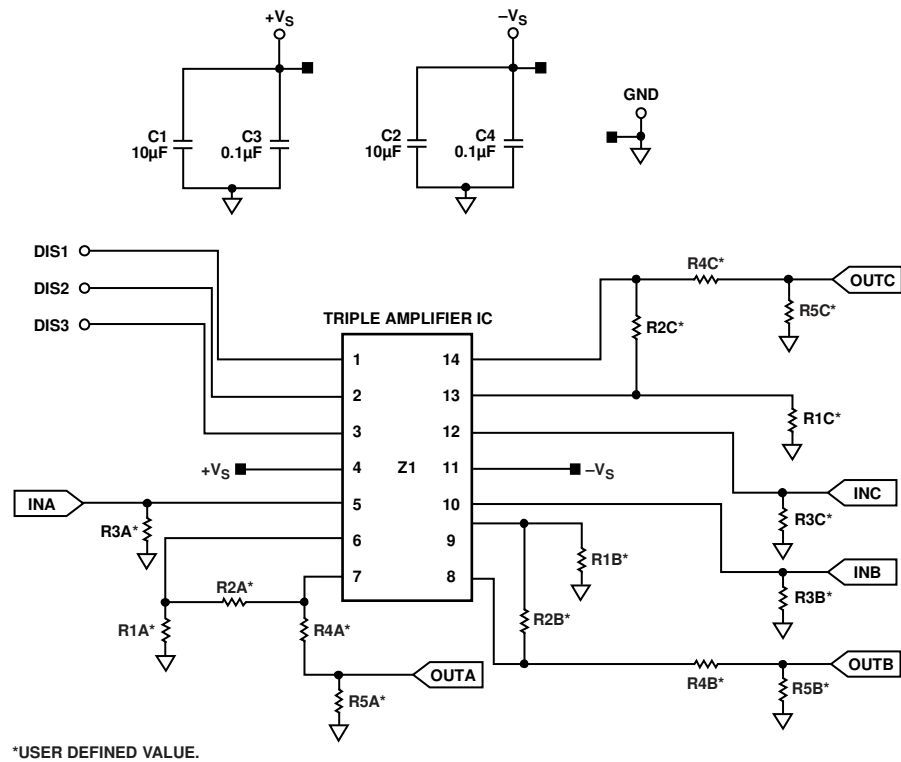 +VS
–VS
C1
10µF
C3
0.1µF
C2
10µF
C4
0.1µF
GND
DIS1
DIS2
DIS3
TRIPLE AMPLIFIER IC
R4C*
OUTC
R5C*
R2C*
1
14
2
13
R1C*
3
12
+VS
4
Z1
11
–VS
INA
5
10
INC
R3A*
R3C*
6
9
R1B*
INB
7
8
R2A*
R3B*
R1A*
R4A*
R2B*
OUTA
OUTB
R5A*
R4B*
R5B*
*USER DEFINED VALUE.